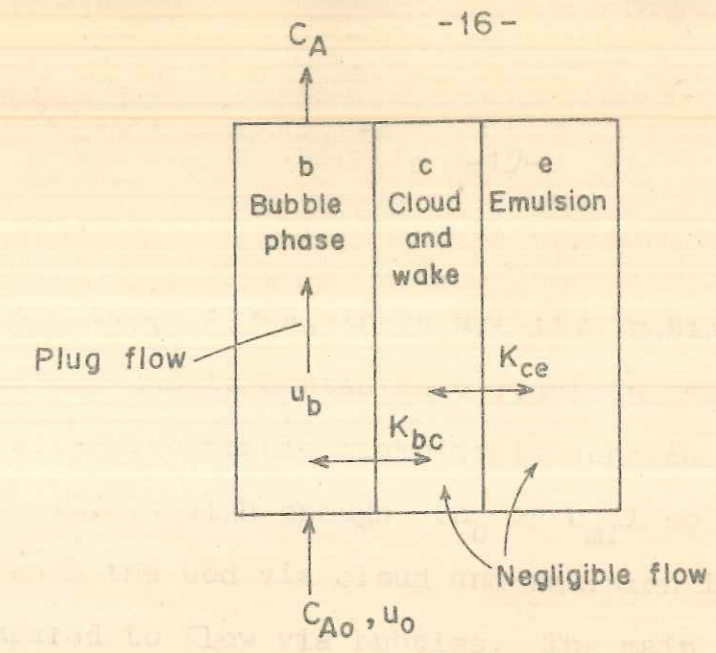 -16-
C_A
b
Bubble phase
c
Cloud and wake
e
Emulsion
Plug flow
u_b
K_bc
K_ce
Negligible flow
C_Ao, u_o